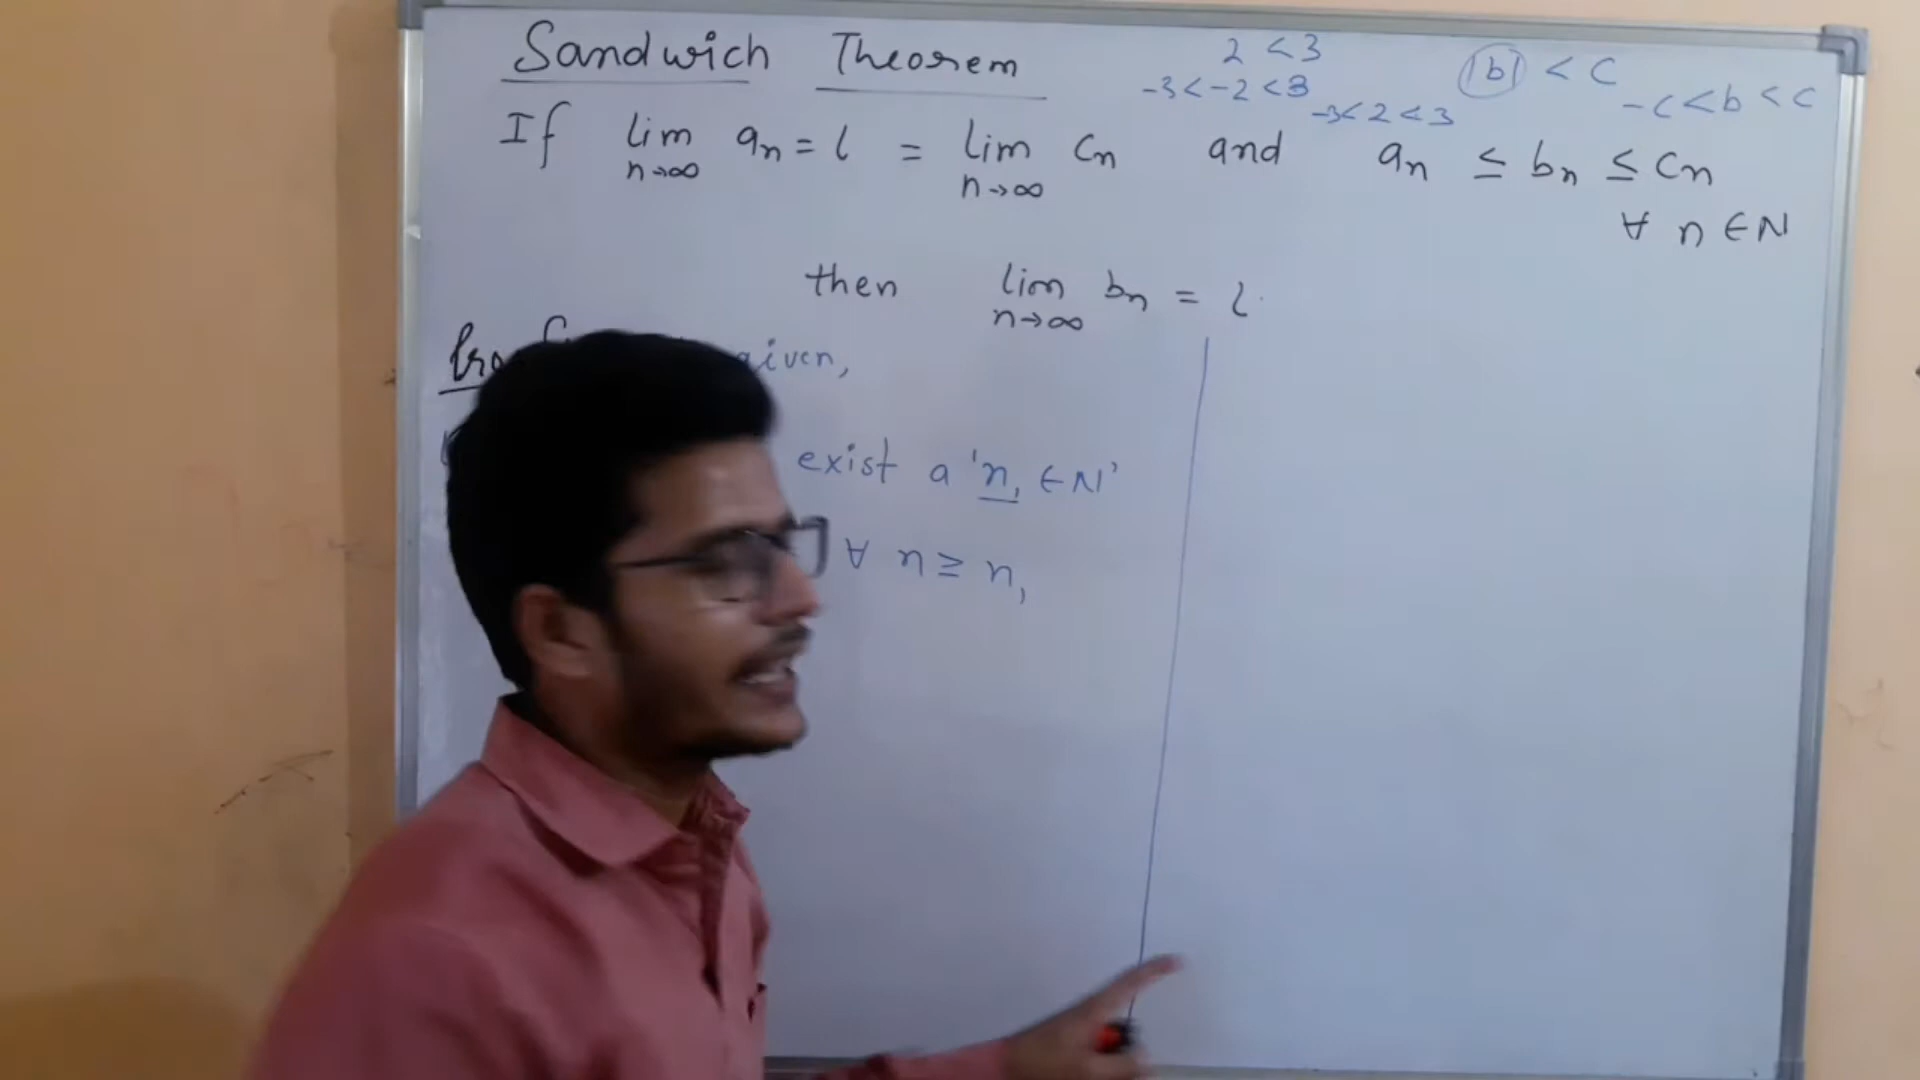 Sandwich Theorem
2 < 3
-3 < -2 < 3
-3 < 2 < 3
|b| < c
-c < b < c
If lim n→∞ aₙ = l = lim n→∞ cₙ and aₙ ≤ bₙ ≤ cₙ
∀ n ∈ N
then lim n→∞ bₙ = l.
given,
exist a 'n₁ ∈ N'
∀ n ≥ n₁